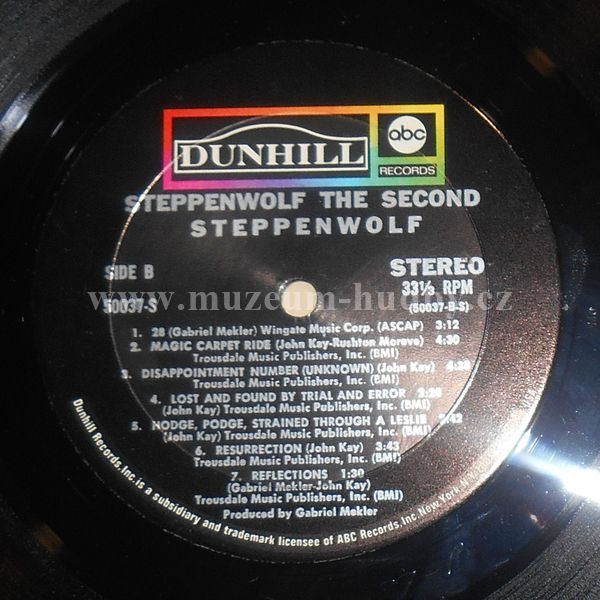 DUNHILL
abc
RECORDS
STEPPENWOLF THE SECOND
STEPPENWOLF
SIDE B
STEREO
50037-S
33⅓ RPM
(50037-B-S)
1. 28 (Gabriel Mekler) Wingate Music Corp. (ASCAP) 3:12
2. MAGIC CARPET RIDE (John Kay-Rushton Moreve) 4:30
Trousdale Music Publishers, Inc. (BMI)
3. DISAPPOINTMENT NUMBER (UNKNOWN) (John Kay)
Trousdale Music Publishers, Inc. (BMI)
4. LOST AND FOUND BY TRIAL AND ERROR
(John Kay) Trousdale Music Publishers, Inc. (BMI)
5. HODGE, PODGE, STRAINED THROUGH A LESLIE
(John Kay) Trousdale Music Publishers, Inc. (BMI)
6. RESURRECTION (John Kay)
Trousdale Music Publishers, Inc. (BMI)
7. REFLECTIONS 1:30
(Gabriel Mekler-John Kay)
Trousdale Music Publishers, Inc. (BMI)
Produced by Gabriel Mekler
Dunhill Records, Inc. is a subsidiary and trademark licensee of ABC Records, Inc. New York,